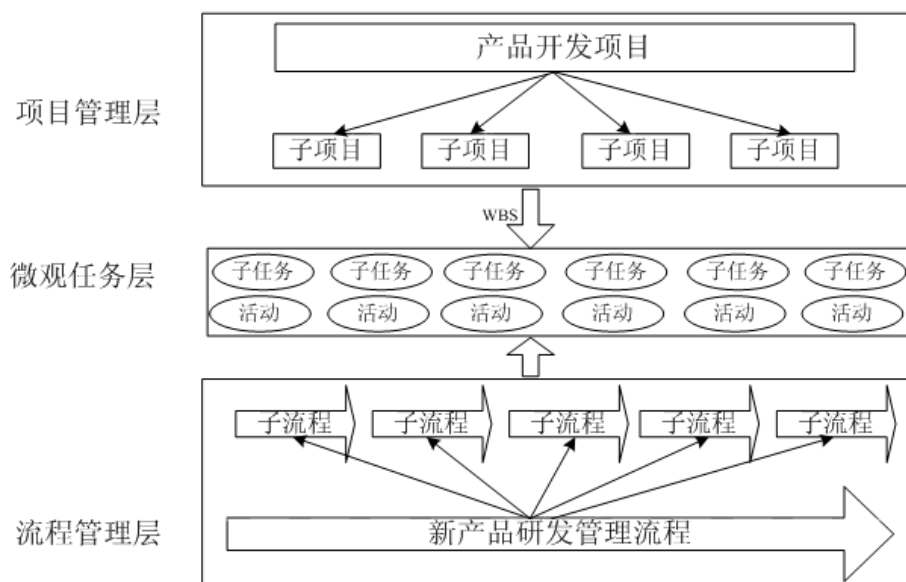 产品开发项目
项目管理层
子项目 子项目 子项目 子项目
WBS
子任务 子任务 子任务 子任务 子任务 子任务
微观任务层
活动 活动 活动 活动 活动 活动
子流程 子流程 子流程 子流程 子流程
流程管理层
新产品研发管理流程